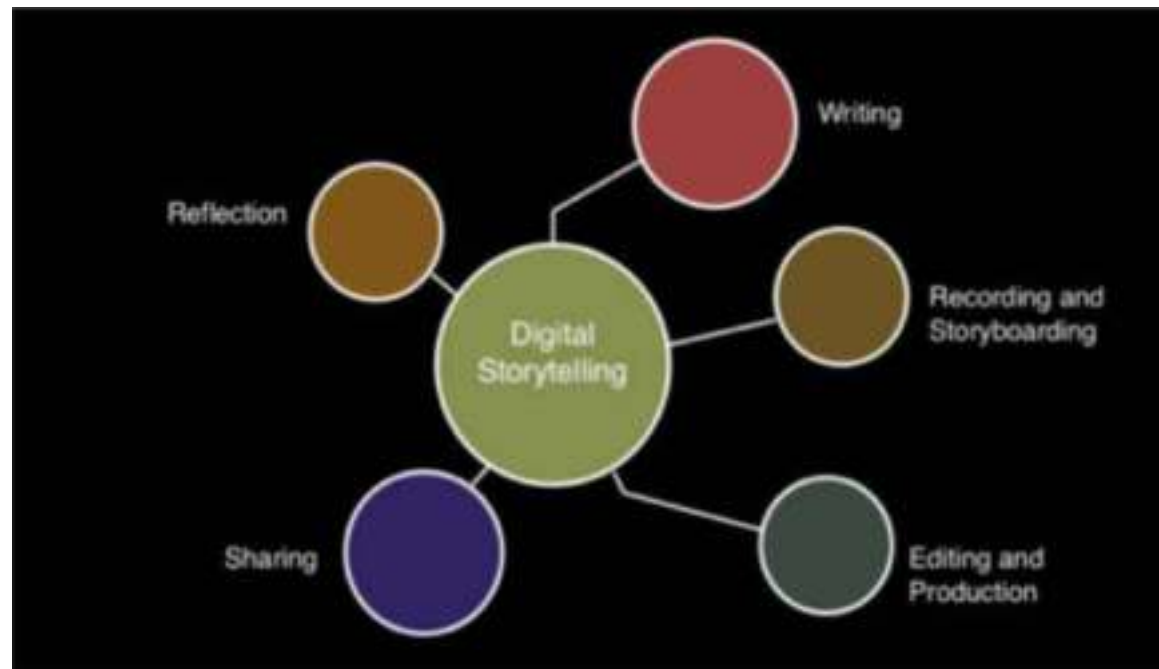 Writing
Reflection
Recording and
Storyboarding
Digital
Storytelling
Sharing
Editing and
Production